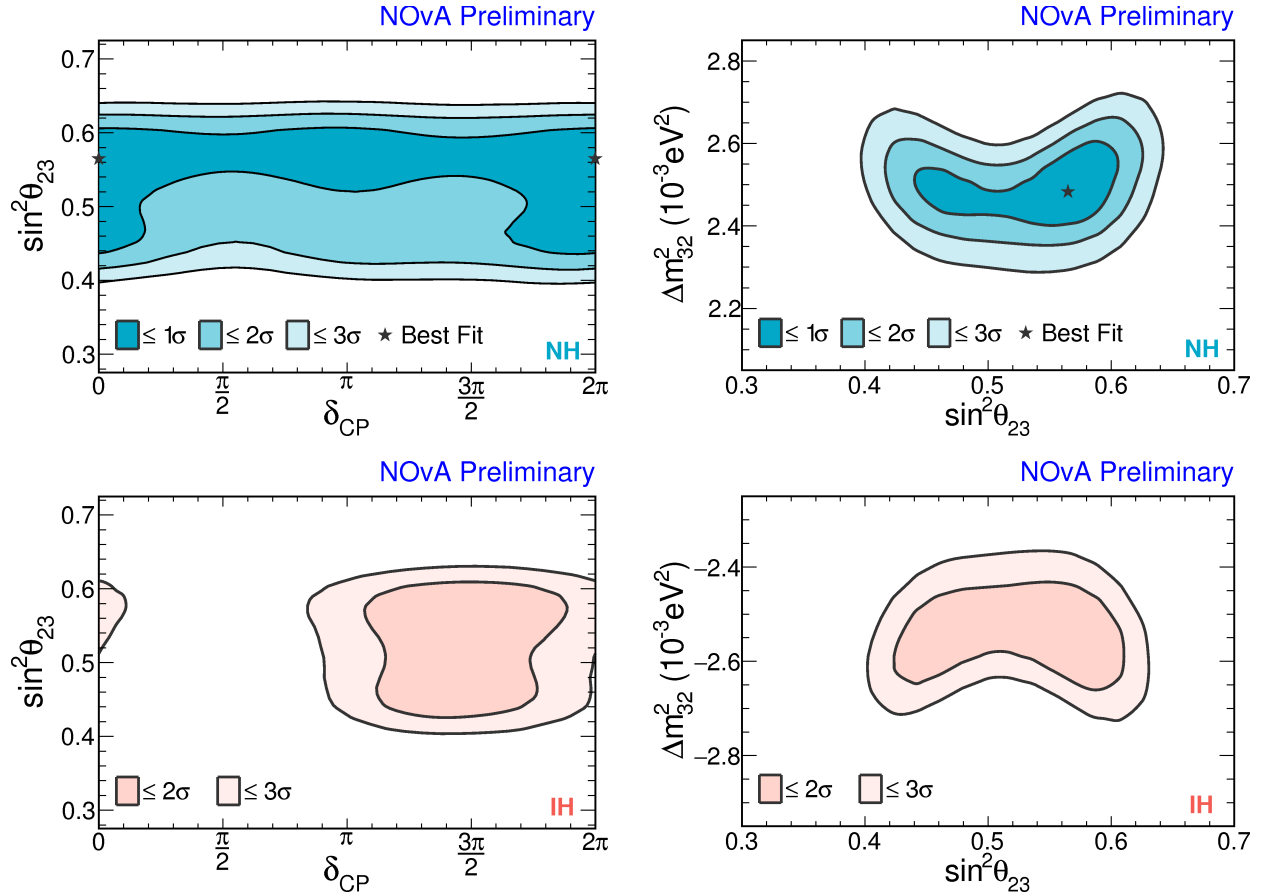 NOvA Preliminary
sin²θ₂₃
0.7
0.6
0.5
0.4
0.3
≤ 1σ ≤ 2σ ≤ 3σ ★ Best Fit
NH
0 π/2 π 3π/2 2π
δCP
NOvA Preliminary
Δm²₃₂ (10⁻³eV²)
2.8
2.6
2.4
2.2
≤ 1σ ≤ 2σ ≤ 3σ ★ Best Fit
NH
0.3 0.4 0.5 0.6 0.7
sin²θ₂₃
NOvA Preliminary
sin²θ₂₃
0.7
0.6
0.5
0.4
0.3
≤ 2σ ≤ 3σ
IH
0 π/2 π 3π/2 2π
δCP
NOvA Preliminary
Δm²₃₂ (10⁻³eV²)
−2.4
−2.6
−2.8
≤ 2σ ≤ 3σ
IH
0.3 0.4 0.5 0.6 0.7
sin²θ₂₃